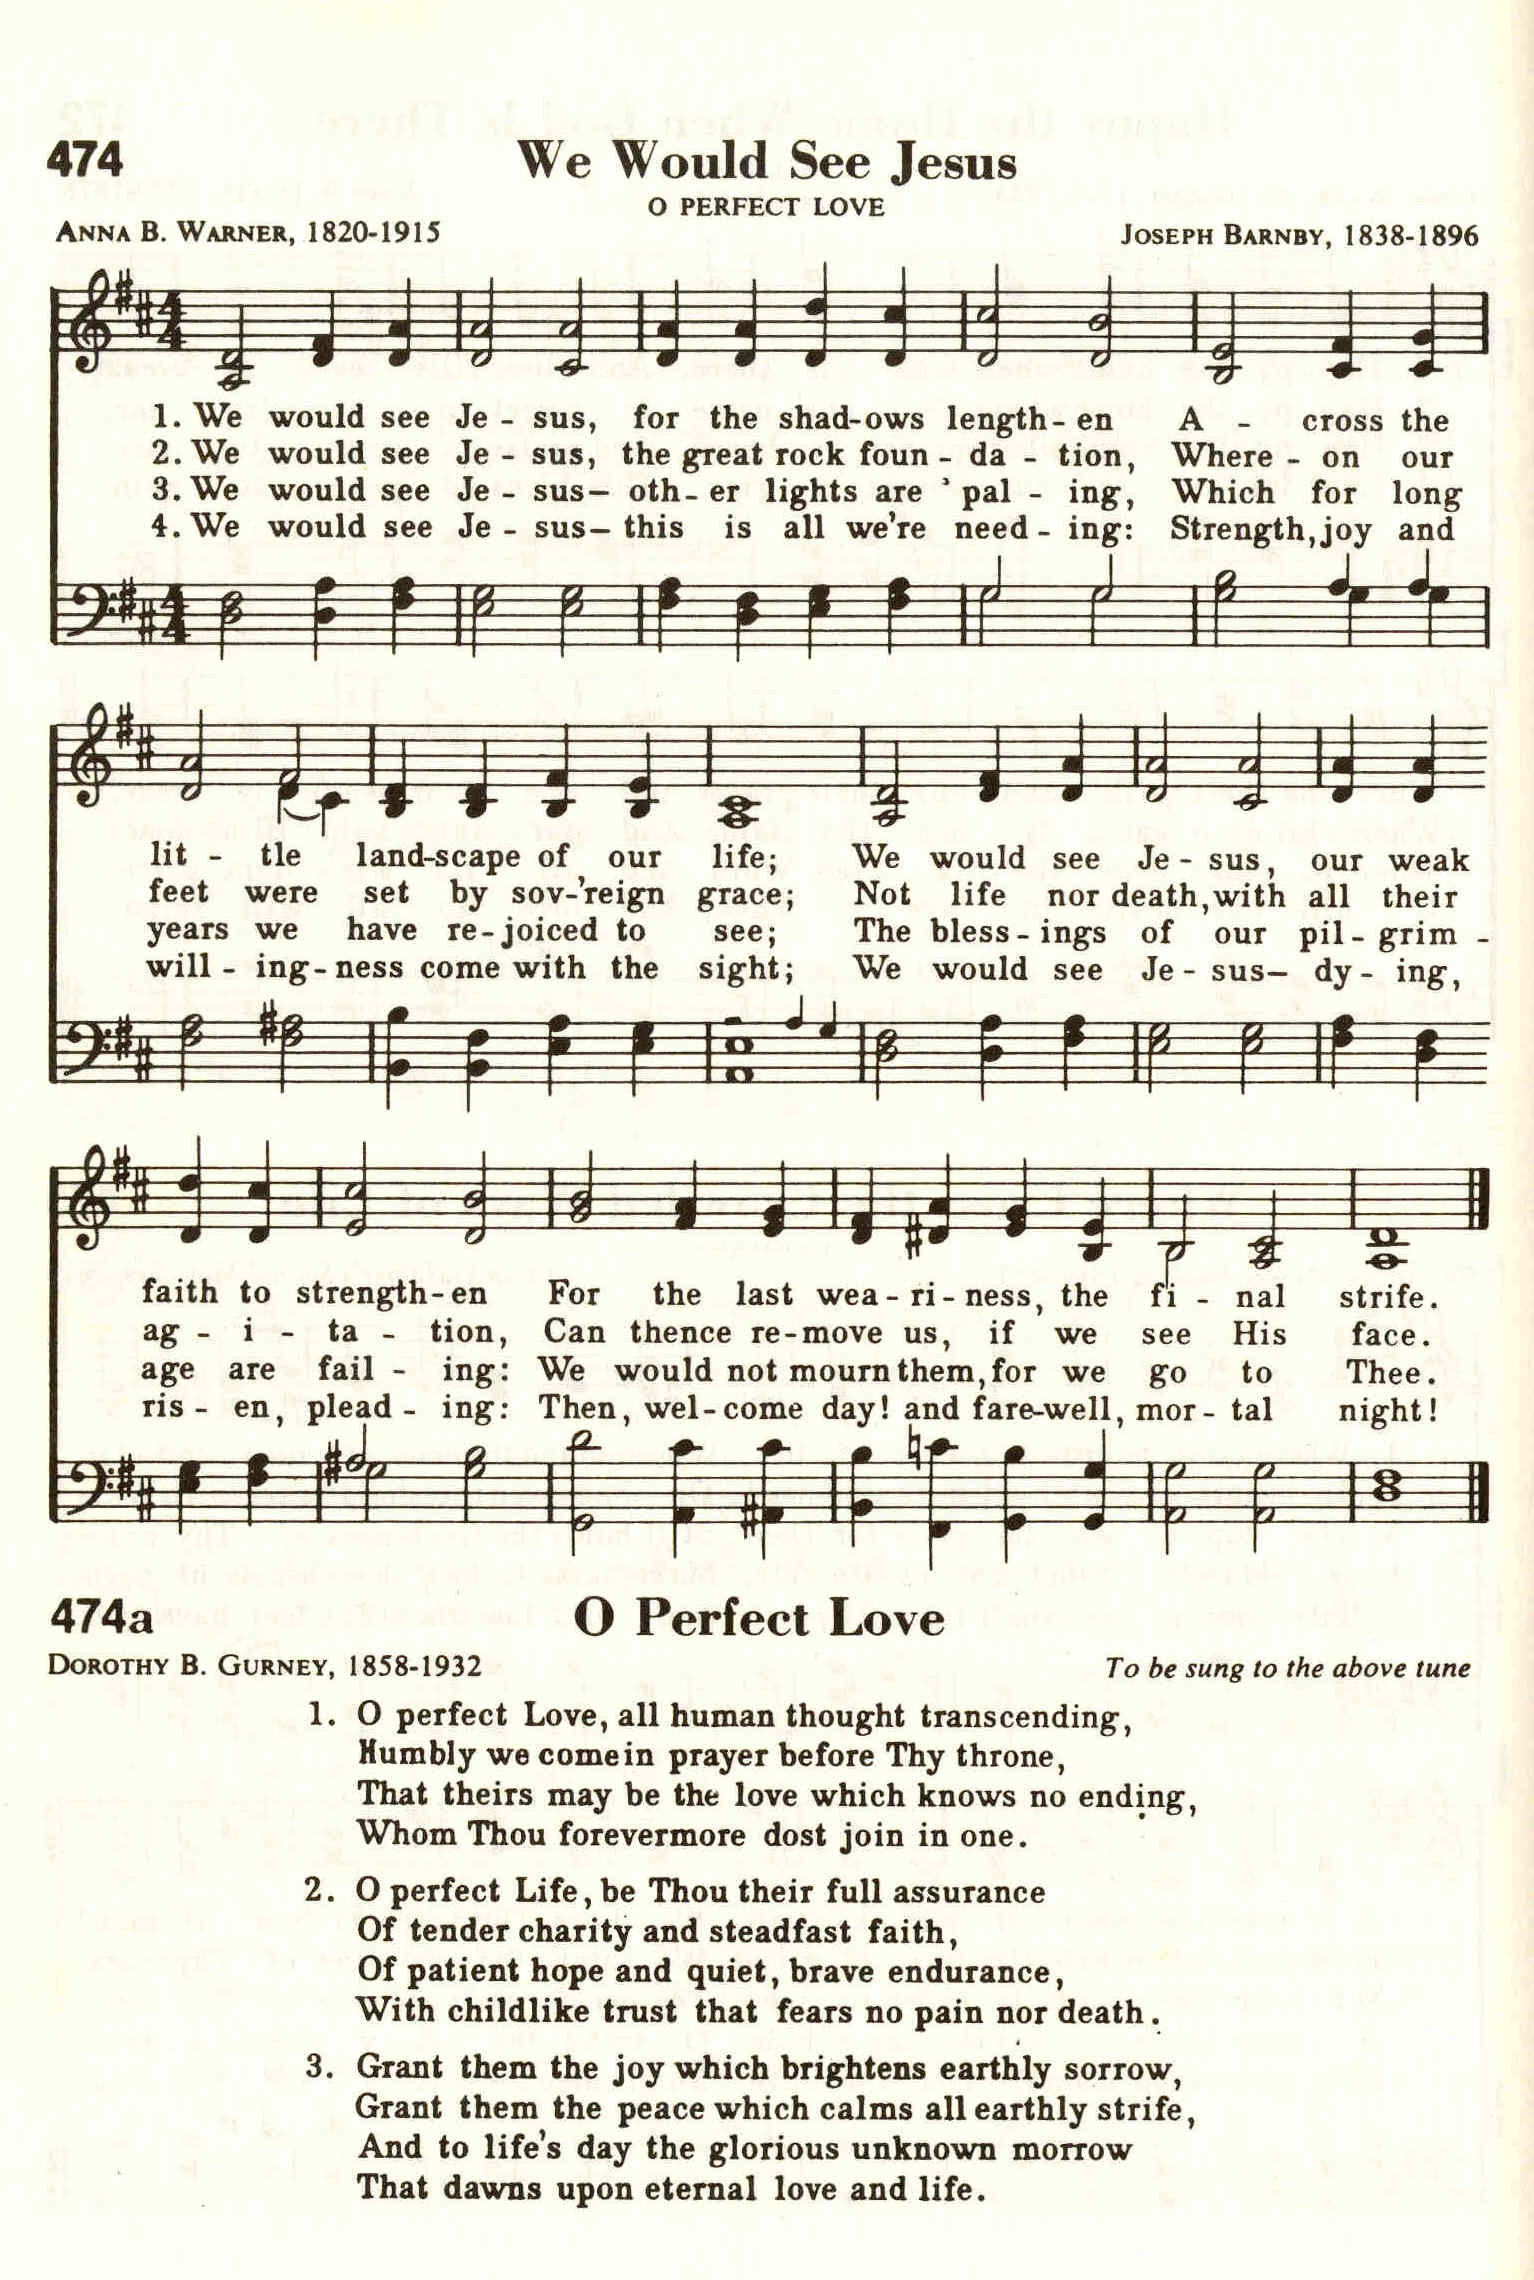 474
We Would See Jesus
O PERFECT LOVE
ANNA B. WARNER, 1820-1915
JOSEPH BARNBY, 1838-1896
1. We would see Je - sus, for the shad-ows length-en A - cross the
2. We would see Je - sus, the great rock foun - da - tion, Where - on our
3. We would see Je - sus— oth-er lights are pal - ing, Which for long
4. We would see Je - sus— this is all we're need - ing: Strength, joy and
lit - tle land-scape of our life; We would see Je - sus, our weak
feet were set by sov-'reign grace; Not life nor death, with all their
years we have re-joiced to see; The bless-ings of our pil-grim -
will - ing-ness come with the sight; We would see Je - sus— dy - ing,
faith to strength-en For the last wea-ri-ness, the fi - nal strife.
ag - i - ta - tion, Can thence re-move us, if we see His face.
age are fail - ing: We would not mourn them, for we go to Thee.
ris - en, plead - ing: Then, wel-come day! and fare-well, mor - tal night!
474a
O Perfect Love
DOROTHY B. GURNEY, 1858-1932
To be sung to the above tune
1. O perfect Love, all human thought transcending,
Humbly we come in prayer before Thy throne,
That theirs may be the love which knows no ending,
Whom Thou forevermore dost join in one.
2. O perfect Life, be Thou their full assurance
Of tender charity and steadfast faith,
Of patient hope and quiet, brave endurance,
With childlike trust that fears no pain nor death.
3. Grant them the joy which brightens earthly sorrow,
Grant them the peace which calms all earthly strife,
And to life's day the glorious unknown morrow
That dawns upon eternal love and life.